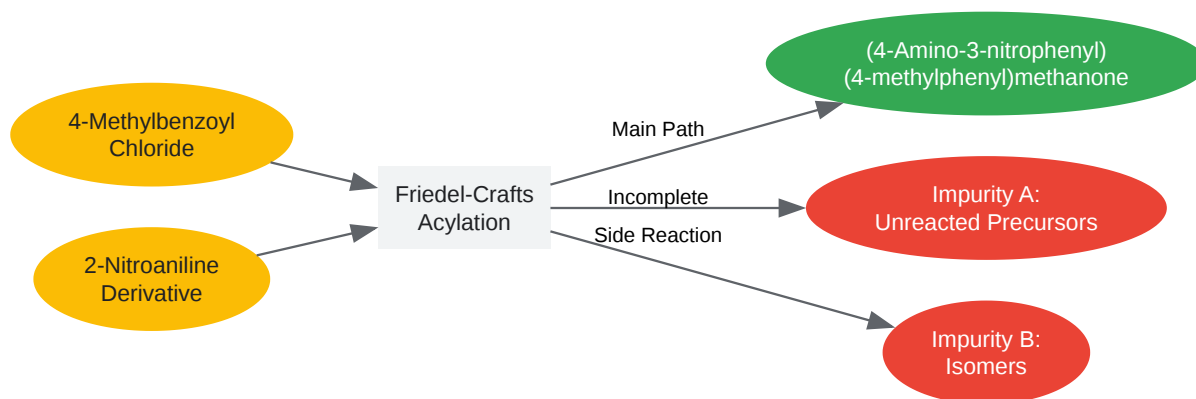 4-Methylbenzoyl
Chloride
2-Nitroaniline
Derivative
Friedel-Crafts
Acylation
Main Path
Incomplete
Side Reaction
(4-Amino-3-nitrophenyl)
(4-methylphenyl)methanone
Impurity A:
Unreacted Precursors
Impurity B:
Isomers